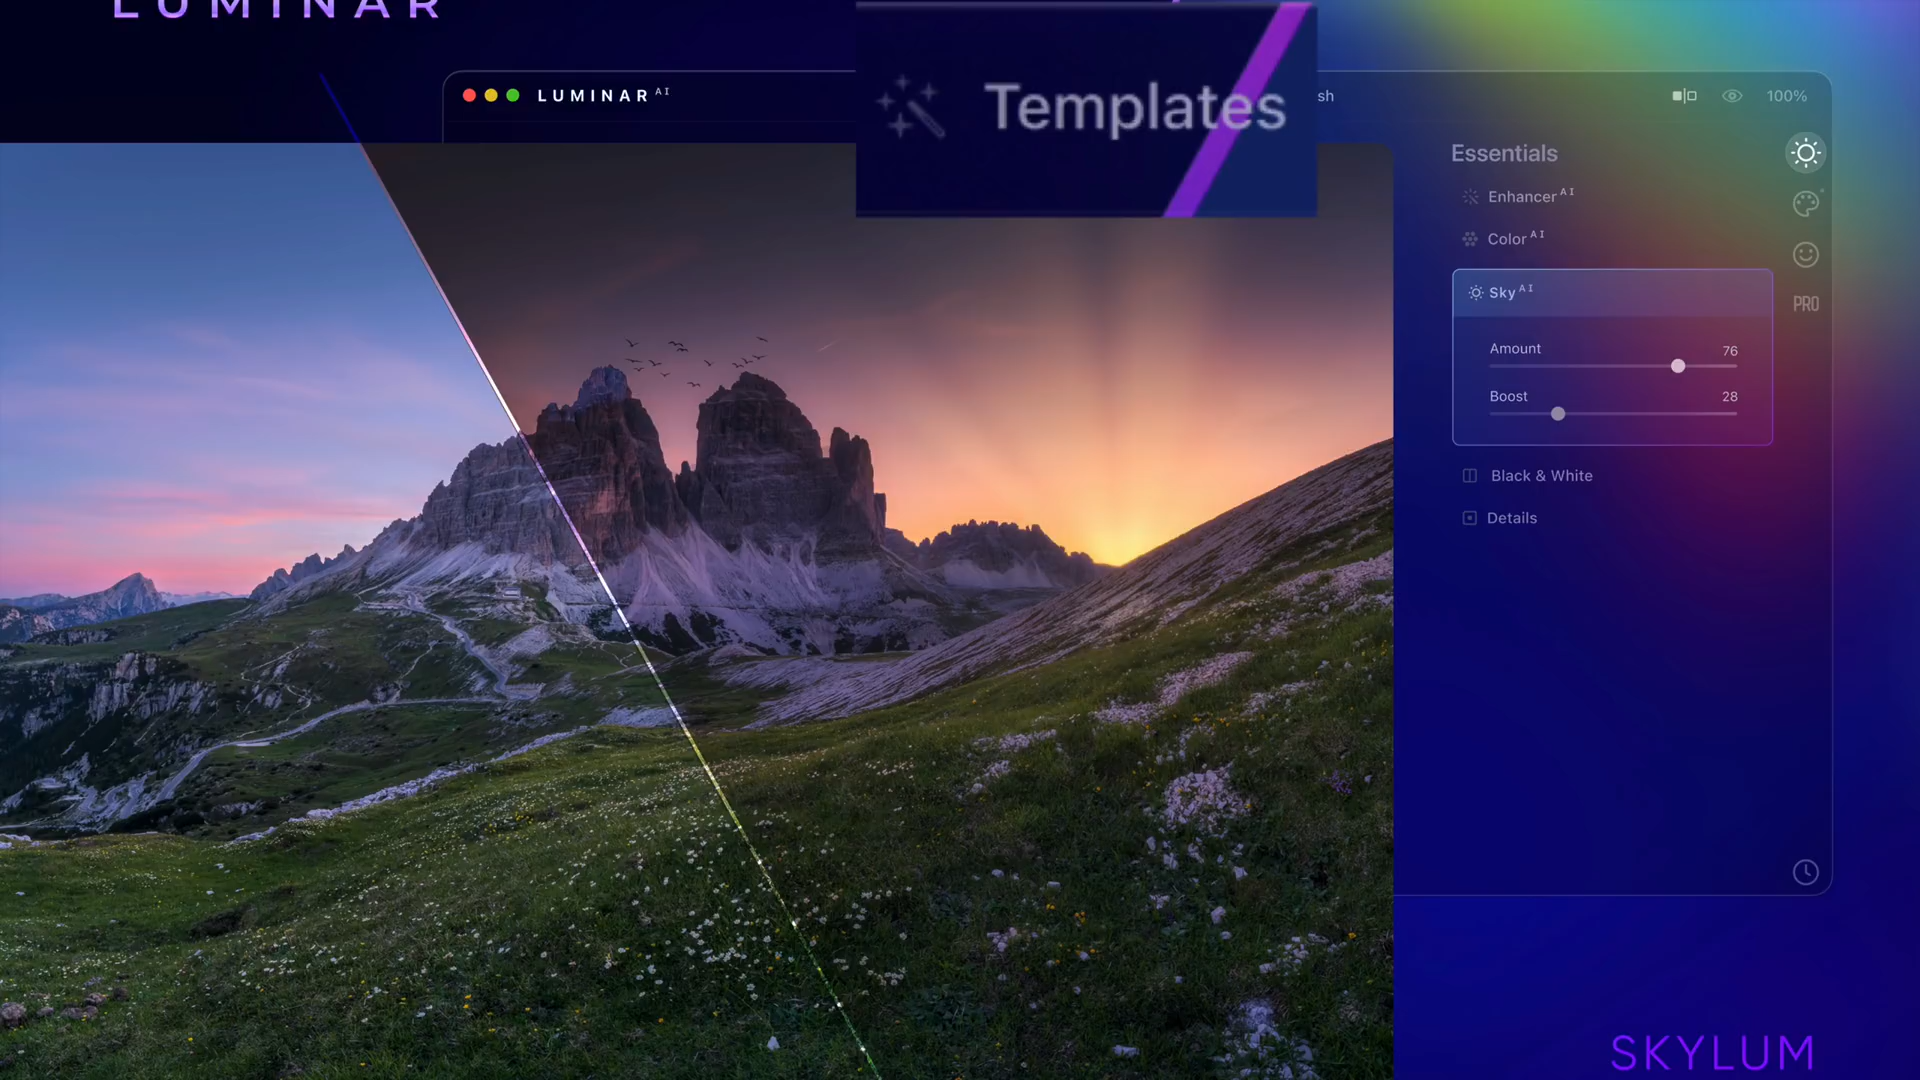 LUMINAR
LUMINAR AI
Templates
sh
100%
Essentials
Enhancer AI
Color AI
PRO
Sky AI
Amount 76
Boost 28
Black & White
Details
SKYLUM